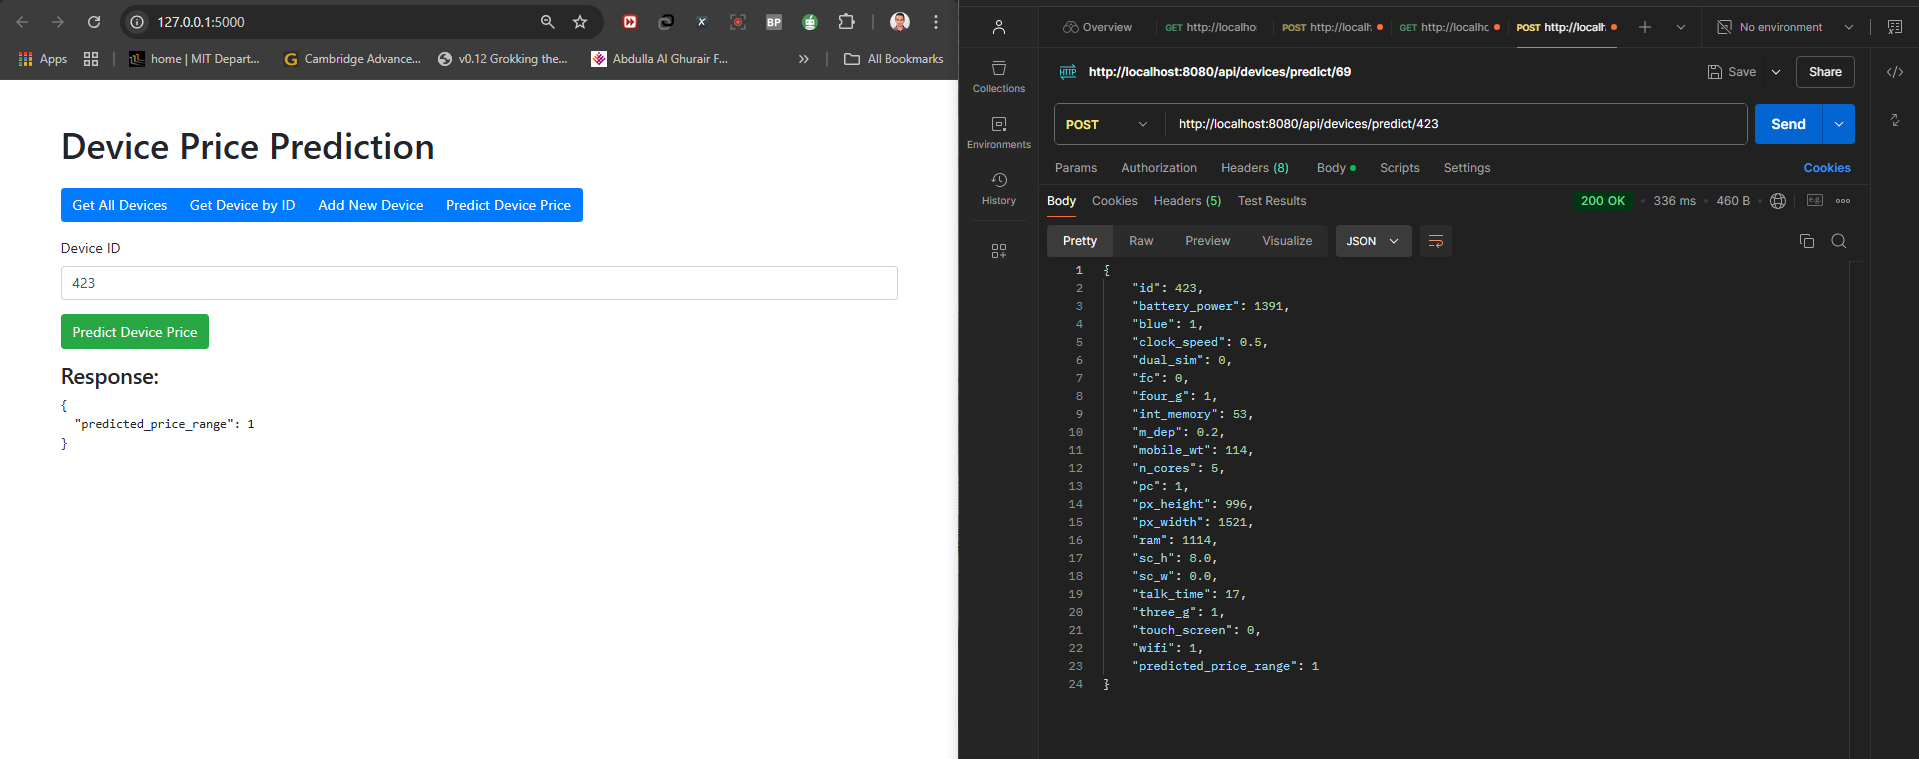 127.0.0.1:5000
Apps
home | MIT Depart...
Cambridge Advance...
v0.12 Grokking the...
Abdulla Al Ghurair F...
»
All Bookmarks
Device Price Prediction
Get All Devices
Get Device by ID
Add New Device
Predict Device Price
Device ID
423
Predict Device Price
Response:
{
"predicted_price_range": 1
}
Overview
GET http://localho
POST http://locall
GET http://localhc
POST http://locall
No environment
Collections
Environments
History
HTTP
http://localhost:8080/api/devices/predict/69
Save
Share
POST
http://localhost:8080/api/devices/predict/423
Send
Params
Authorization
Headers (8)
Body
Scripts
Settings
Cookies
Body
Cookies
Headers (5)
Test Results
200 OK
336 ms
460 B
Pretty
Raw
Preview
Visualize
JSON
1 {
2 "id": 423,
3 "battery_power": 1391,
4 "blue": 1,
5 "clock_speed": 0.5,
6 "dual_sim": 0,
7 "fc": 0,
8 "four_g": 1,
9 "int_memory": 53,
10 "m_dep": 0.2,
11 "mobile_wt": 114,
12 "n_cores": 5,
13 "pc": 1,
14 "px_height": 996,
15 "px_width": 1521,
16 "ram": 1114,
17 "sc_h": 8.0,
18 "sc_w": 0.0,
19 "talk_time": 17,
20 "three_g": 1,
21 "touch_screen": 0,
22 "wifi": 1,
23 "predicted_price_range": 1
24 }